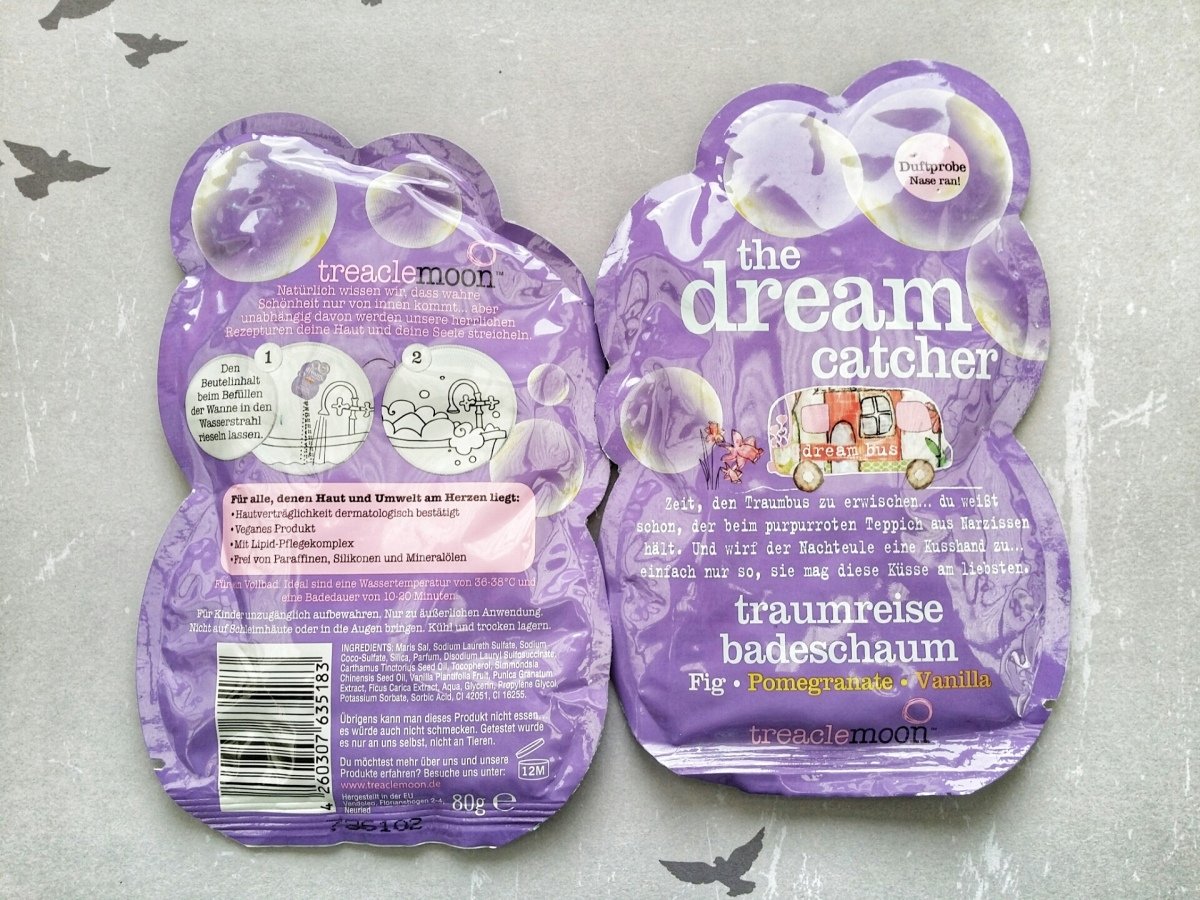 treaclemoon™
Natürlich wissen wir, dass wahre
Schönheit nur von innen kommt... aber
unabhängig davon werden unsere herrlichen
Rezepturen deine Haut und deine Seele streicheln.
Den
Beutelinhalt
beim Befüllen
der Wanne in den
Wasserstrahl
rieseln lassen.
1
2
Für alle, denen Haut und Umwelt am Herzen liegt:
•Hautverträglichkeit dermatologisch bestätigt
•Veganes Produkt
•Mit Lipid-Pflegekomplex
•Frei von Paraffinen, Silikonen und Mineralölen
Für ein Vollbad. Ideal sind eine Wassertemperatur von 36-38°C und
eine Badedauer von 10-20 Minuten.
Für Kinder unzugänglich aufbewahren. Nur zu äußerlichen Anwendung.
Nicht auf Schleimhäute oder in die Augen bringen. Kühl und trocken lagern.
INGREDIENTS: Maris Sal, Sodium Laureth Sulfate, Sodium
Coco-Sulfate, Silica, Parfum, Disodium Lauryl Sulfosuccinate,
Carthamus Tinctorius Seed Oil, Tocopherol, Simmondsia
Chinensis Seed Oil, Vanilla Planifolia Fruit, Punica Granatum
Extract, Ficus Carica Extract, Aqua, Glycerin, Propylene Glycol,
Potassium Sorbate, Sorbic Acid, CI 42051, CI 16255.
Übrigens kann man dieses Produkt nicht essen...
es würde auch nicht schmecken. Getestet wurde
es nur an uns selbst, nicht an Tieren.
Du möchtest mehr über uns und unsere
Produkte erfahren? Besuche uns unter:
www.treaclemoon.de
12M
Hergestellt in der EU
Florianshogen 2-4,
Neuried
80g ℮
4 260307 635183
796102
Duftprobe
Nase ran!
the
dream
catcher
dream bus
Zeit, den Traumbus zu erwischen... du weißt
schon, der beim purpurroten Teppich aus Narzissen
hält. Und wirf der Nachteule eine Kusshand zu...
einfach nur so, sie mag diese Küsse am liebsten.
traumreise
badeschaum
Fig • Pomegranate • Vanilla
treaclemoon™